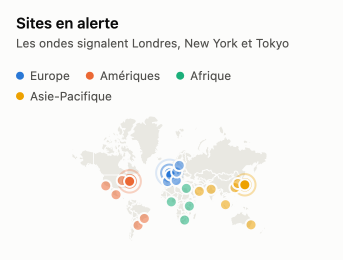 Sites en alerte
Les ondes signalent Londres, New York et Tokyo
Europe
Amériques
Afrique
Asie-Pacifique